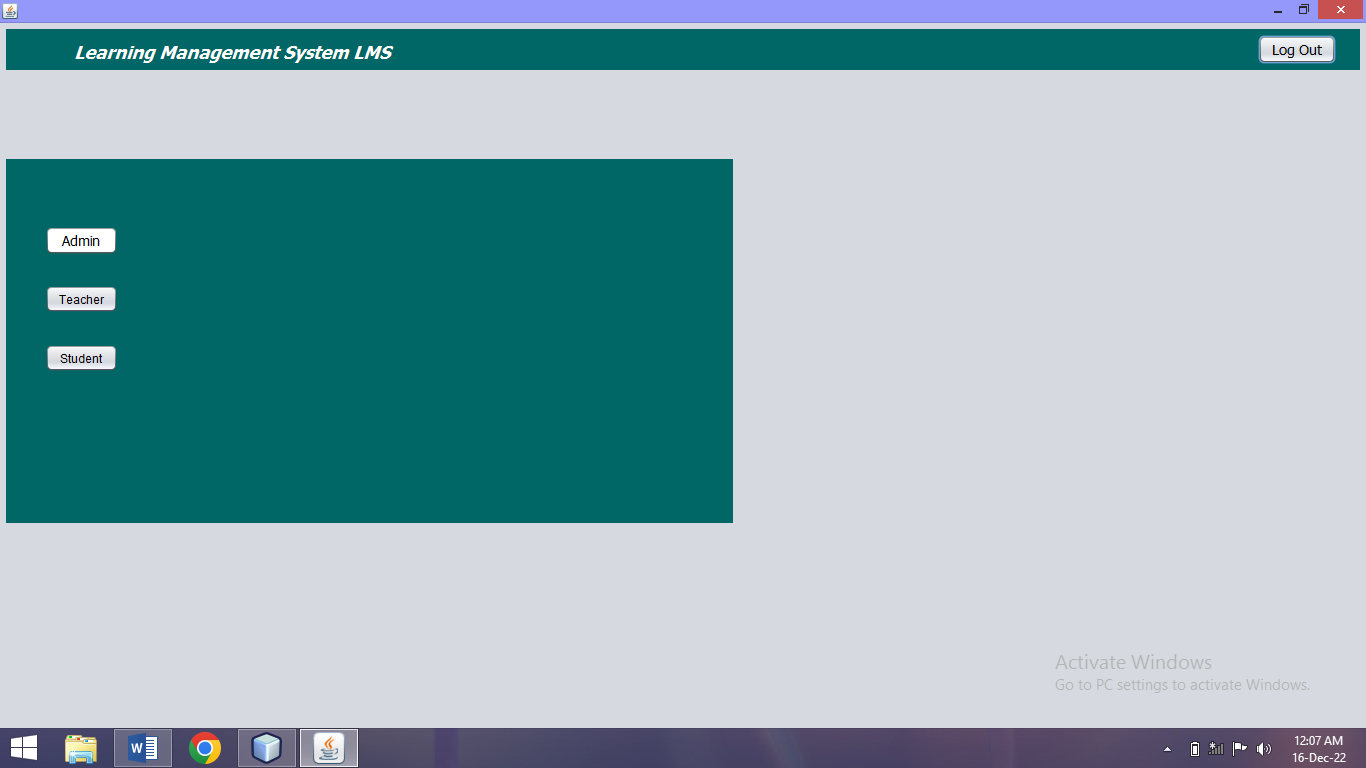 Learning Management System LMS
Log Out
Admin
Teacher
Student
Activate Windows
Go to PC settings to activate Windows.
12:07 AM
16-Dec-22